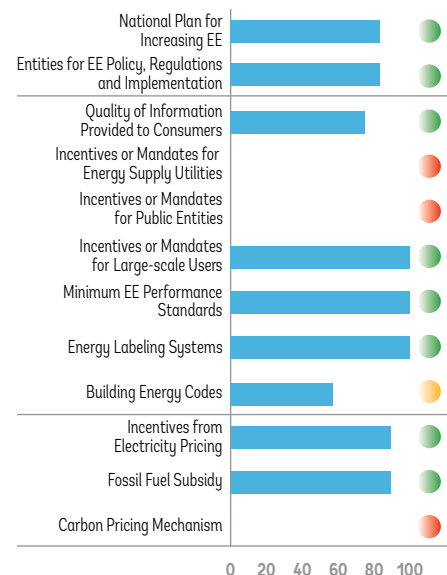 National Plan for
Increasing EE
Entities for EE Policy, Regulations
and Implementation
Quality of Information
Provided to Consumers
Incentives or Mandates for
Energy Supply Utilities
Incentives or Mandates
for Public Entities
Incentives or Mandates
for Large-scale Users
Minimum EE Performance
Standards
Energy Labeling Systems
Building Energy Codes
Incentives from
Electricity Pricing
Fossil Fuel Subsidy
Carbon Pricing Mechanism
0 20 40 60 80 100